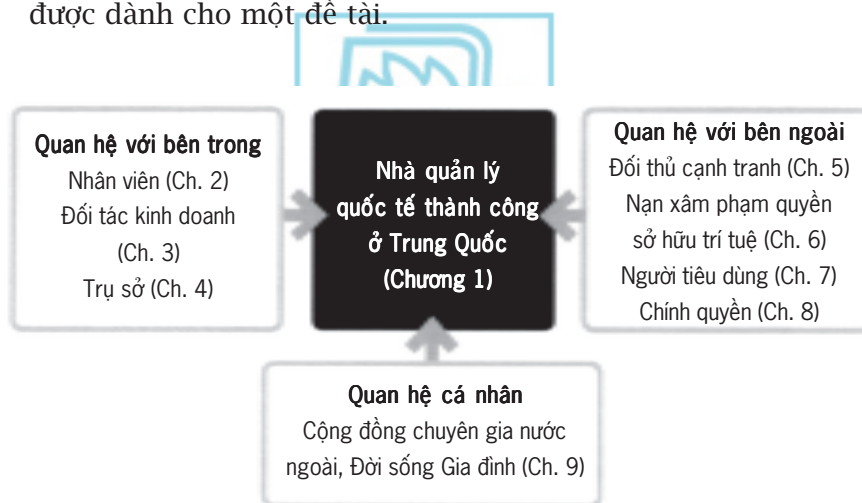 được dành cho một đề tài.
Quan hệ với bên trong
Nhân viên (Ch. 2)
Đối tác kinh doanh
(Ch. 3)
Trụ sở (Ch. 4)
Nhà quản lý
quốc tế thành công
ở Trung Quốc
(Chương 1)
Quan hệ với bên ngoài
Đối thủ cạnh tranh (Ch. 5)
Nạn xâm phạm quyền
sở hữu trí tuệ (Ch. 6)
Người tiêu dùng (Ch. 7)
Chính quyền (Ch. 8)
Quan hệ cá nhân
Cộng đồng chuyên gia nước
ngoài, Đời sống Gia đình (Ch. 9)